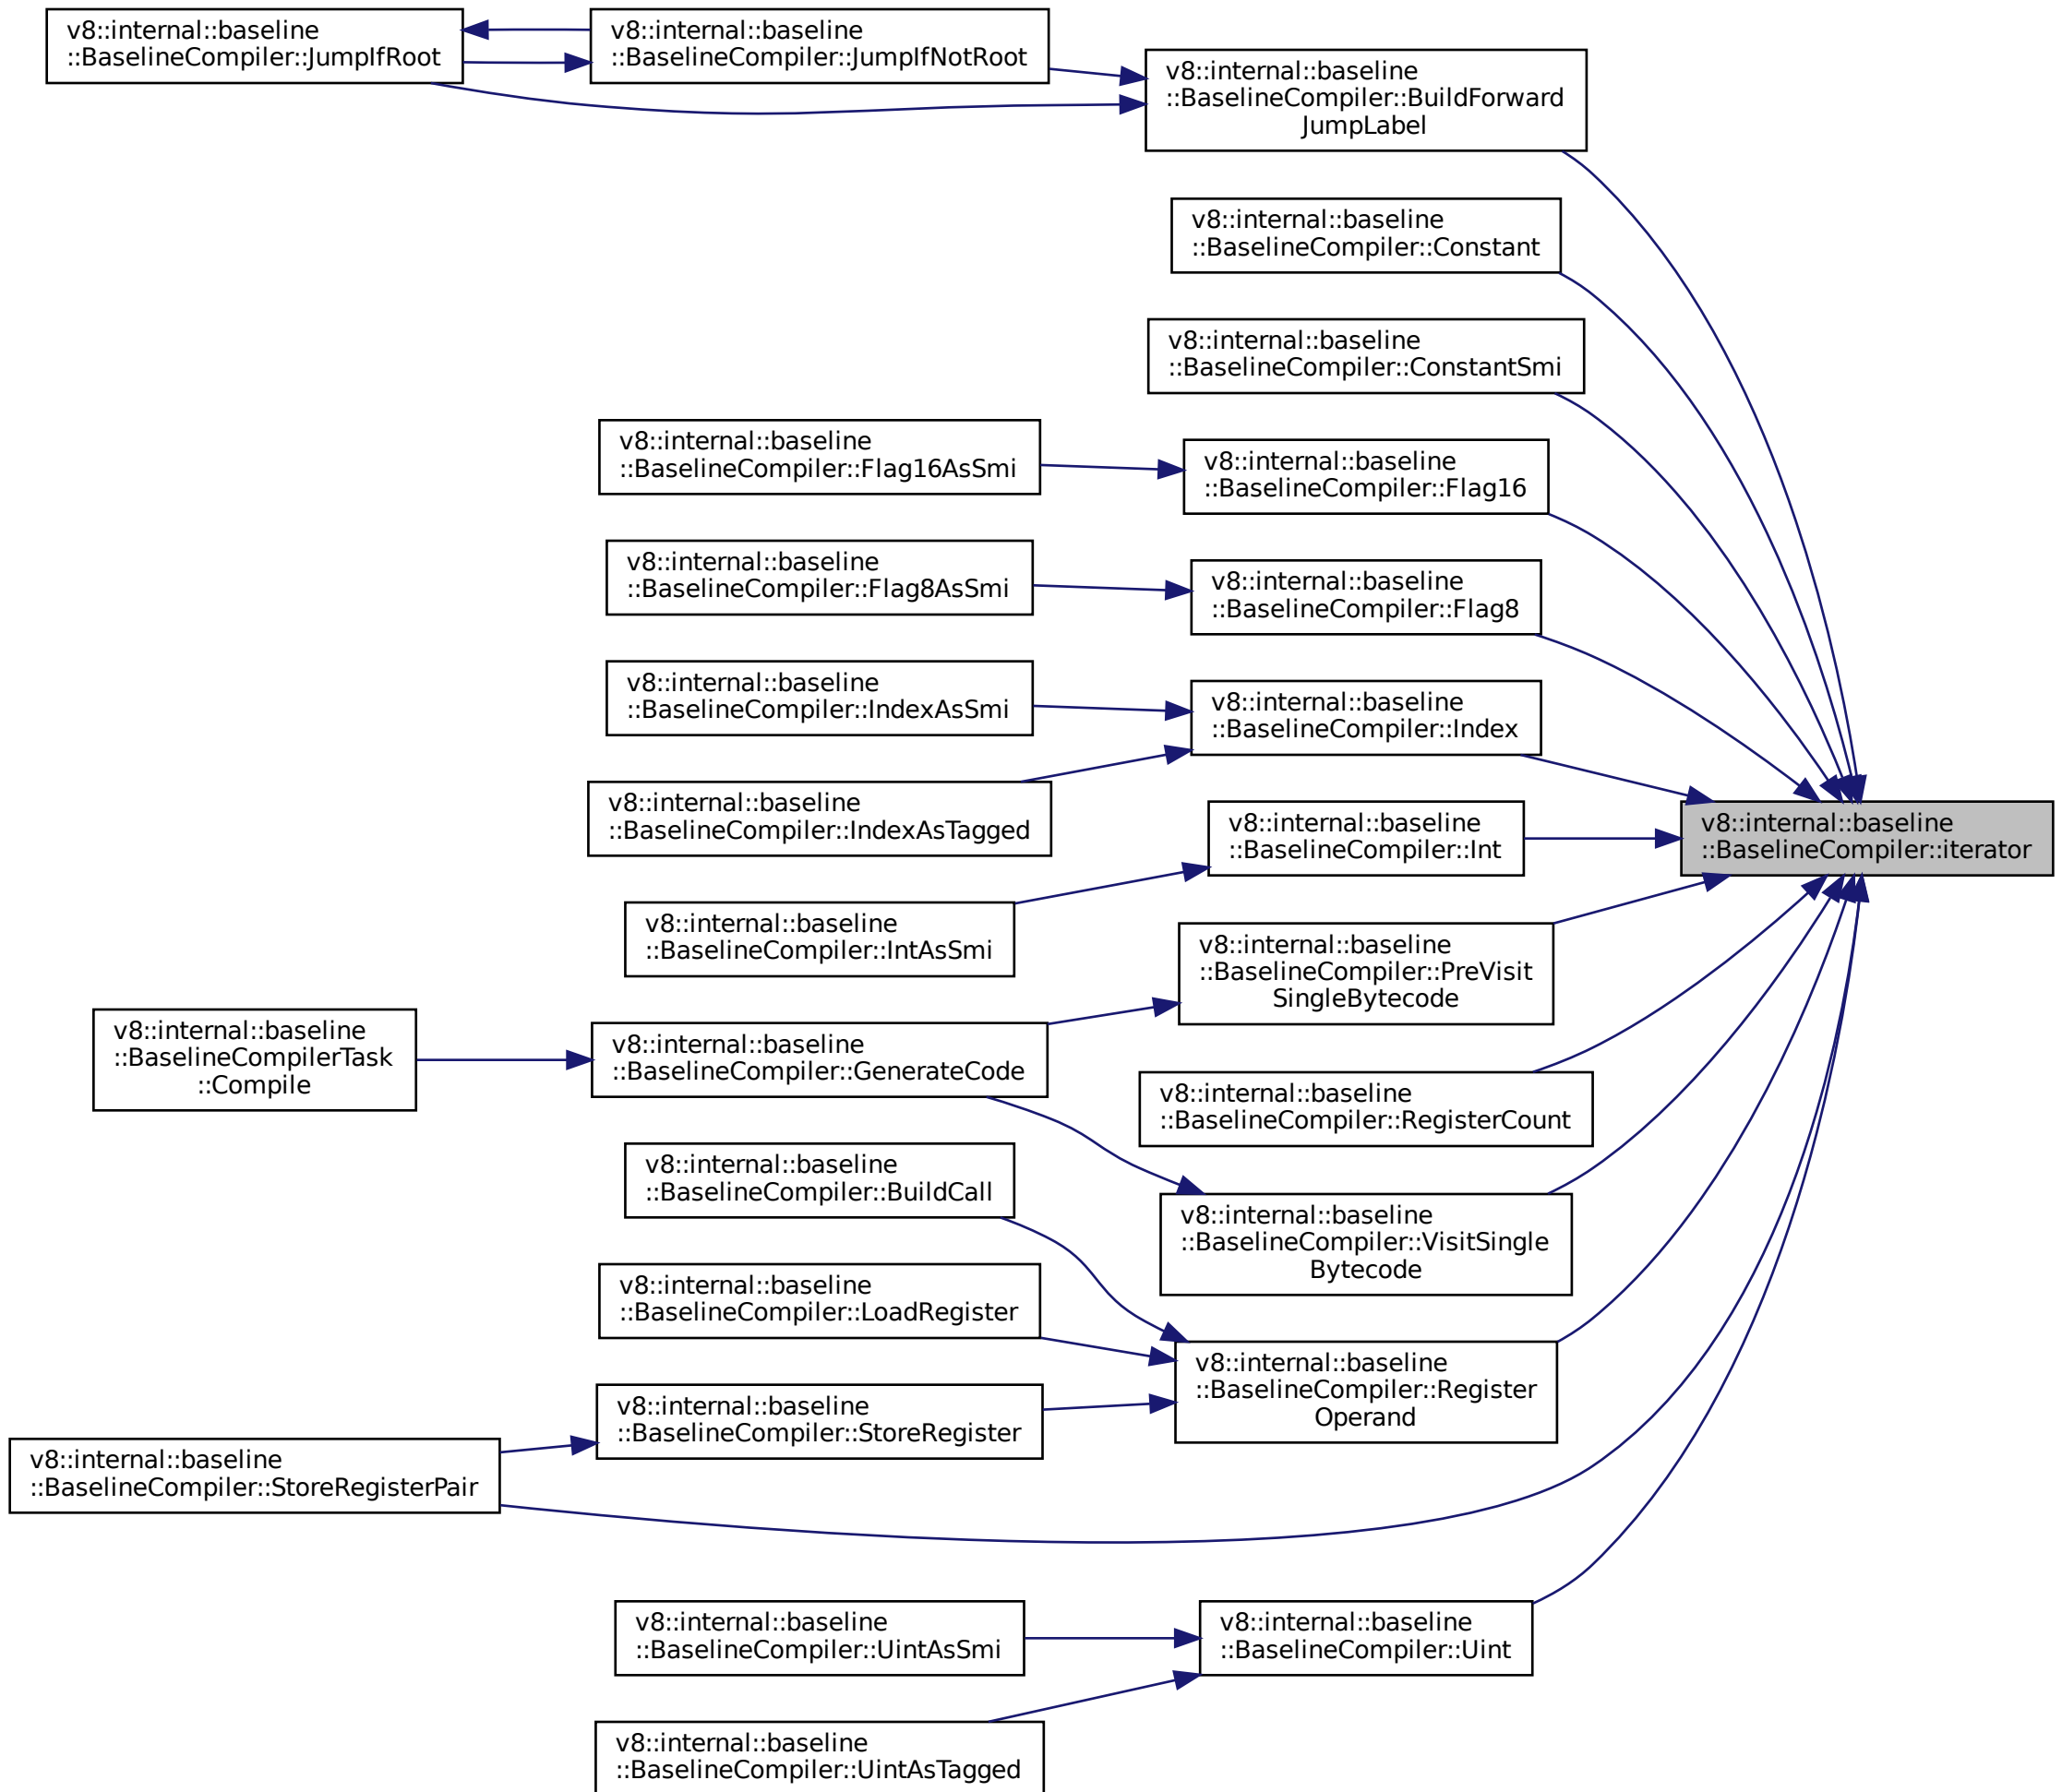 v8::internal::baseline
::BaselineCompiler::JumpIfRoot
v8::internal::baseline
::BaselineCompiler::JumpIfNotRoot
v8::internal::baseline
::BaselineCompiler::BuildForward
JumpLabel
v8::internal::baseline
::BaselineCompiler::Constant
v8::internal::baseline
::BaselineCompiler::ConstantSmi
v8::internal::baseline
::BaselineCompiler::Flag16AsSmi
v8::internal::baseline
::BaselineCompiler::Flag16
v8::internal::baseline
::BaselineCompiler::Flag8AsSmi
v8::internal::baseline
::BaselineCompiler::Flag8
v8::internal::baseline
::BaselineCompiler::IndexAsSmi
v8::internal::baseline
::BaselineCompiler::Index
v8::internal::baseline
::BaselineCompiler::IndexAsTagged
v8::internal::baseline
::BaselineCompiler::Int
v8::internal::baseline
::BaselineCompiler::iterator
v8::internal::baseline
::BaselineCompiler::IntAsSmi
v8::internal::baseline
::BaselineCompiler::PreVisit
SingleBytecode
v8::internal::baseline
::BaselineCompilerTask
::Compile
v8::internal::baseline
::BaselineCompiler::GenerateCode
v8::internal::baseline
::BaselineCompiler::RegisterCount
v8::internal::baseline
::BaselineCompiler::BuildCall
v8::internal::baseline
::BaselineCompiler::VisitSingle
Bytecode
v8::internal::baseline
::BaselineCompiler::LoadRegister
v8::internal::baseline
::BaselineCompiler::Register
Operand
v8::internal::baseline
::BaselineCompiler::StoreRegister
v8::internal::baseline
::BaselineCompiler::StoreRegisterPair
v8::internal::baseline
::BaselineCompiler::UintAsSmi
v8::internal::baseline
::BaselineCompiler::Uint
v8::internal::baseline
::BaselineCompiler::UintAsTagged